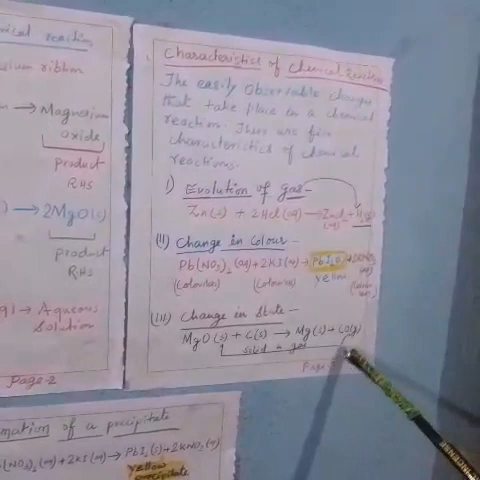 mical reaction
sium ribbon
→ Magnesium
oxide
product
RHS
→ 2MgO(s)
product
RHS
→ Aqueous
Solution
Page-2
Characteristics of Chemical Reaction
The easily observable changes
that take place in a chemical
reaction. There are five
characteristics of chemical
reactions.
I) Evolution of gas-
Zn(s) + 2HCl(aq) → ZnCl2 + H2(g)
(aq)
(II) Change in Colour-
Pb(NO3)2 (aq) + 2KI(aq) →
(colourless) (colourless) yellow
(III) Change in State-
MgO(s) + C(s) → Mg(s) + CO(g)
solid gas
Page
mation of a precipitate
(NO3)2 (aq) + 2KI (aq) → PbI2(s) + 2KNO3(aq)
yellow
precipitate